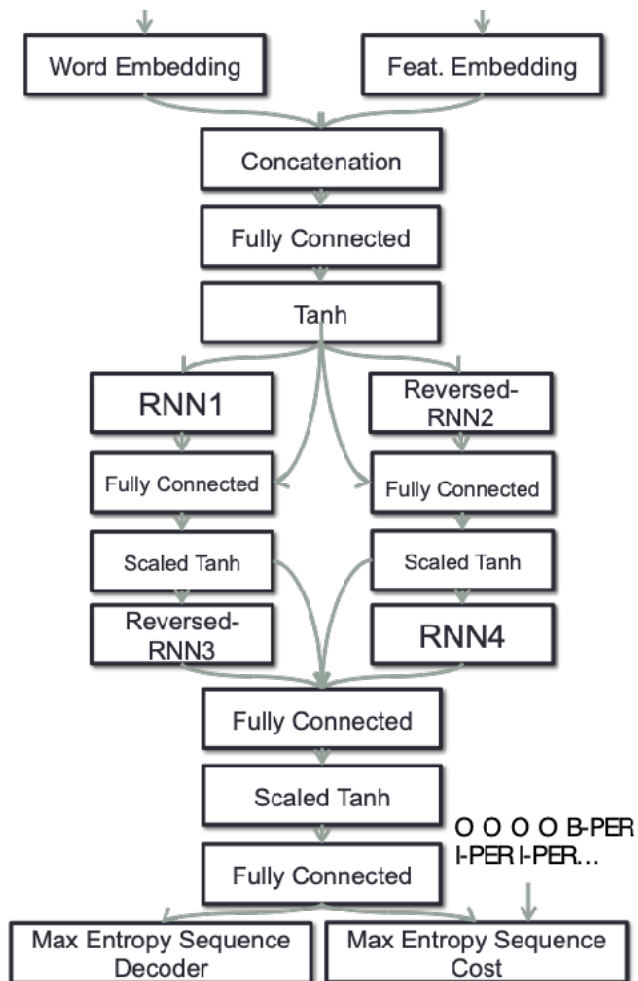 Word Embedding
Feat. Embedding
Concatenation
Fully Connected
Tanh
RNN1
Reversed-
RNN2
Fully Connected
Fully Connected
Scaled Tanh
Scaled Tanh
Reversed-
RNN3
RNN4
Fully Connected
Scaled Tanh
O O O O B-PER
I-PER I-PER...
Fully Connected
Max Entropy Sequence
Decoder
Max Entropy Sequence
Cost